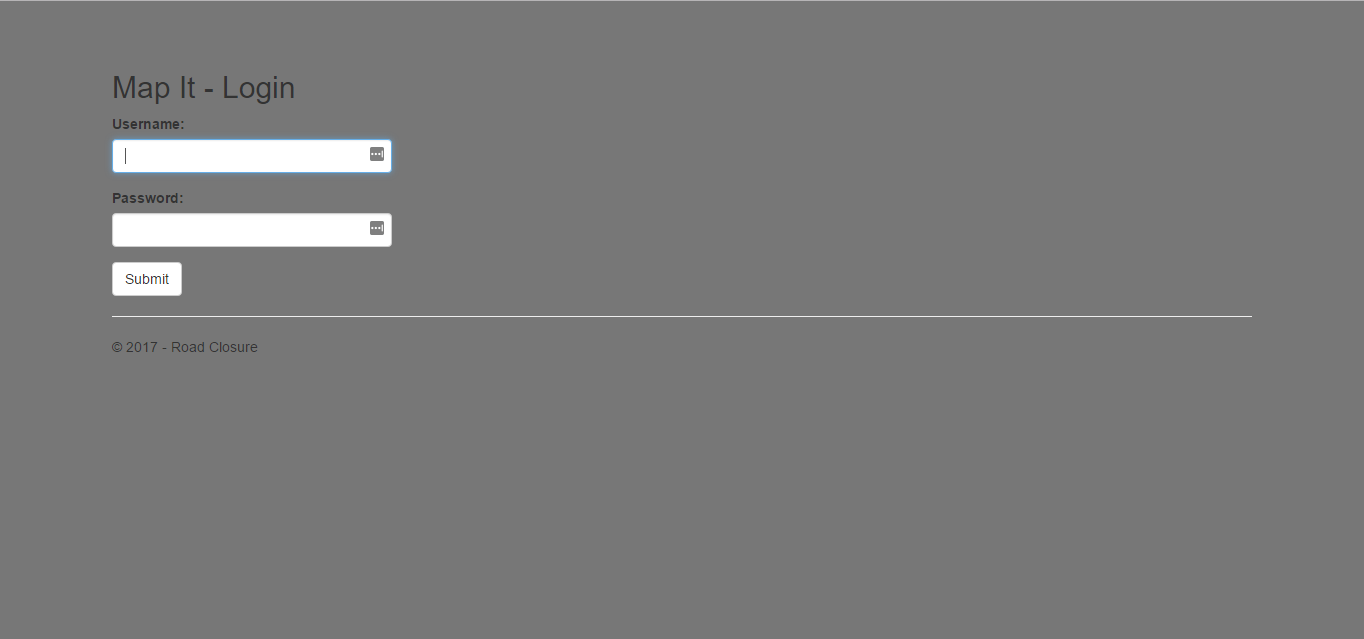 Map It - Login
Username:
Password:
Submit
© 2017 - Road Closure